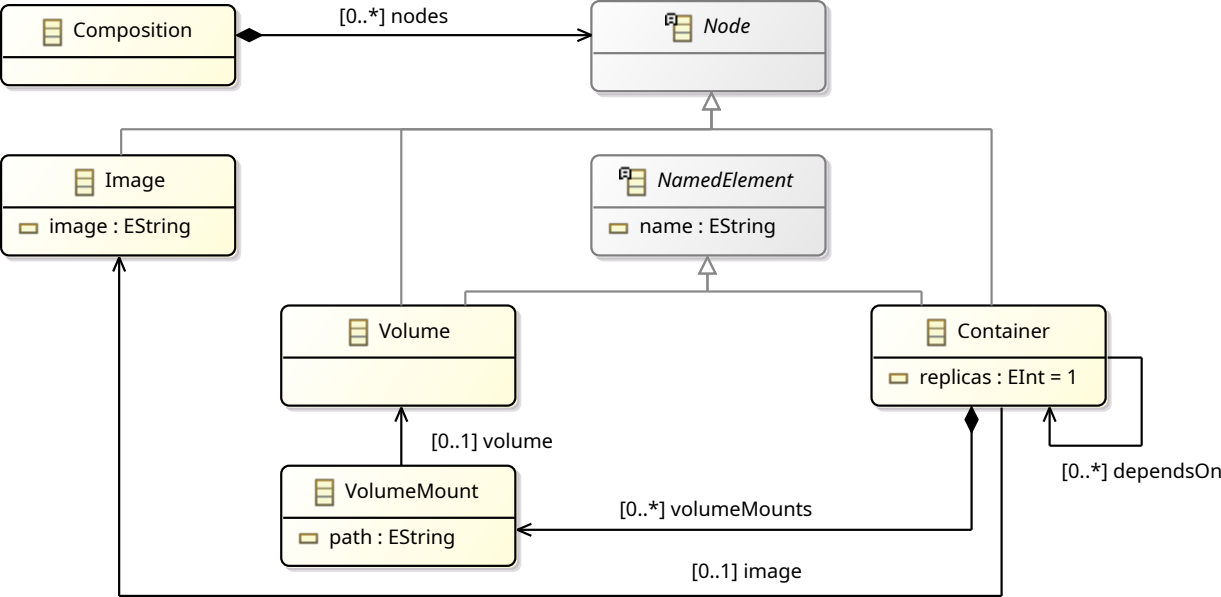 [0..*] nodes
Composition
Node
Image
image : EString
NamedElement
name : EString
Volume
Container
replicas : EInt = 1
[0..1] volume
[0..*] dependsOn
VolumeMount
path : EString
[0..*] volumeMounts
[0..1] image